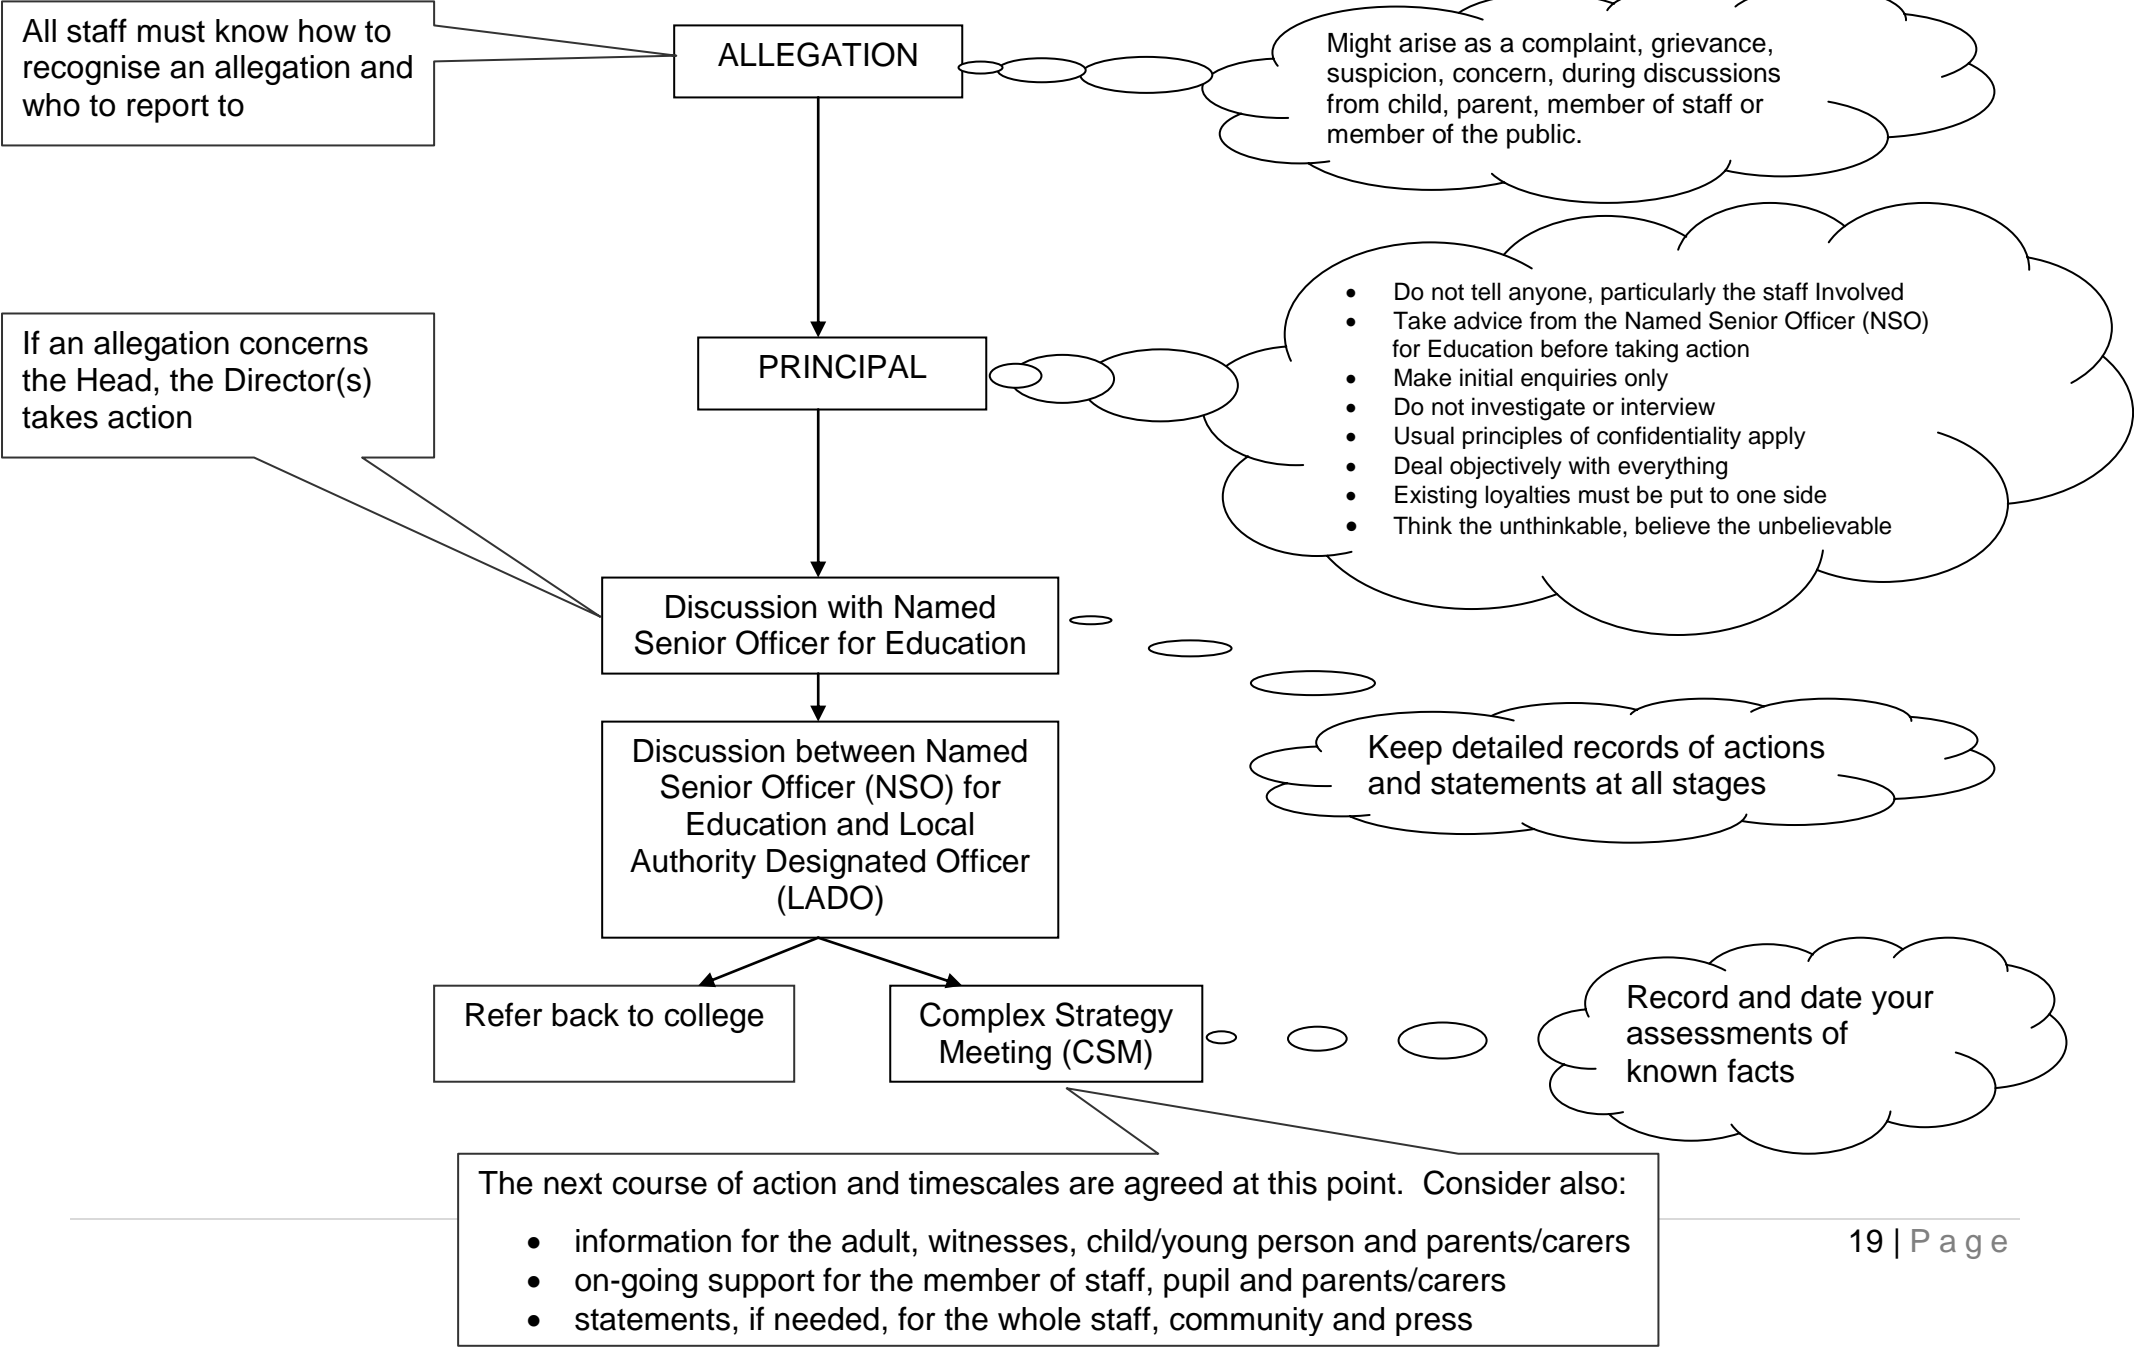 All staff must know how to
recognise an allegation and
who to report to
ALLEGATION
Might arise as a complaint, grievance,
suspicion, concern, during discussions
from child, parent, member of staff or
member of the public.
If an allegation concerns
the Head, the Director(s)
takes action
PRINCIPAL
• Do not tell anyone, particularly the staff Involved
• Take advice from the Named Senior Officer (NSO)
for Education before taking action
• Make initial enquiries only
• Do not investigate or interview
• Usual principles of confidentiality apply
• Deal objectively with everything
• Existing loyalties must be put to one side
• Think the unthinkable, believe the unbelievable
Discussion with Named
Senior Officer for Education
Keep detailed records of actions
and statements at all stages
Discussion between Named
Senior Officer (NSO) for
Education and Local
Authority Designated Officer
(LADO)
Refer back to college
Complex Strategy
Meeting (CSM)
Record and date your
assessments of
known facts
The next course of action and timescales are agreed at this point.  Consider also:
• information for the adult, witnesses, child/young person and parents/carers
• on-going support for the member of staff, pupil and parents/carers
• statements, if needed, for the whole staff, community and press
19 | P a g e